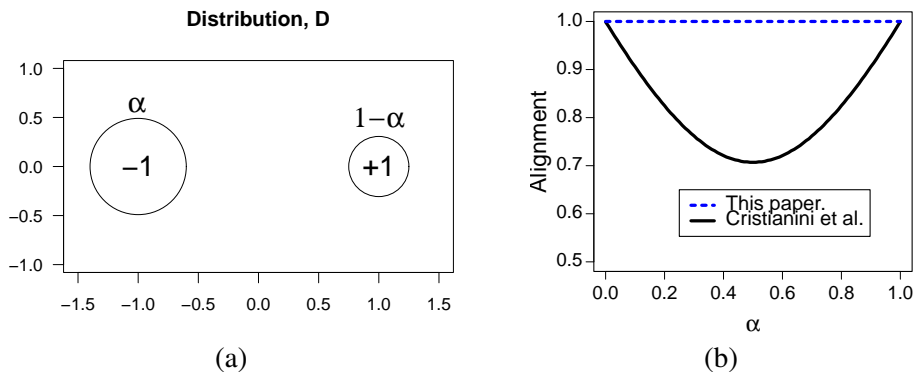 Distribution, D
1.0
0.5
0.0
−0.5
−1.0
α
−1
1−α
+1
−1.5 −1.0 −0.5 0.0 0.5 1.0 1.5
(a)
Alignment
1.0
0.9
0.8
0.7
0.6
0.5
This paper.
Cristianini et al.
0.0 0.2 0.4 0.6 0.8 1.0
α
(b)